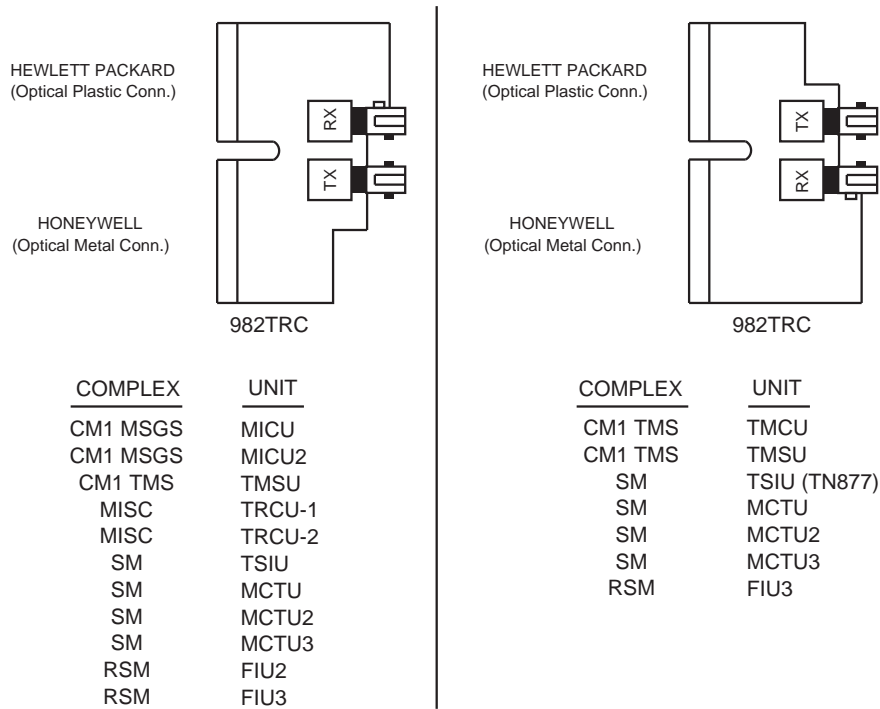 HEWLETT PACKARD
(Optical Plastic Conn.)
RX
TX
HONEYWELL
(Optical Metal Conn.)
982TRC
COMPLEX UNIT
CM1 MSGS MICU
CM1 MSGS MICU2
CM1 TMS TMSU
MISC TRCU-1
MISC TRCU-2
SM TSIU
SM MCTU
SM MCTU2
SM MCTU3
RSM FIU2
RSM FIU3
HEWLETT PACKARD
(Optical Plastic Conn.)
TX
RX
HONEYWELL
(Optical Metal Conn.)
982TRC
COMPLEX UNIT
CM1 TMS TMCU
CM1 TMS TMSU
SM TSIU (TN877)
SM MCTU
SM MCTU2
SM MCTU3
RSM FIU3